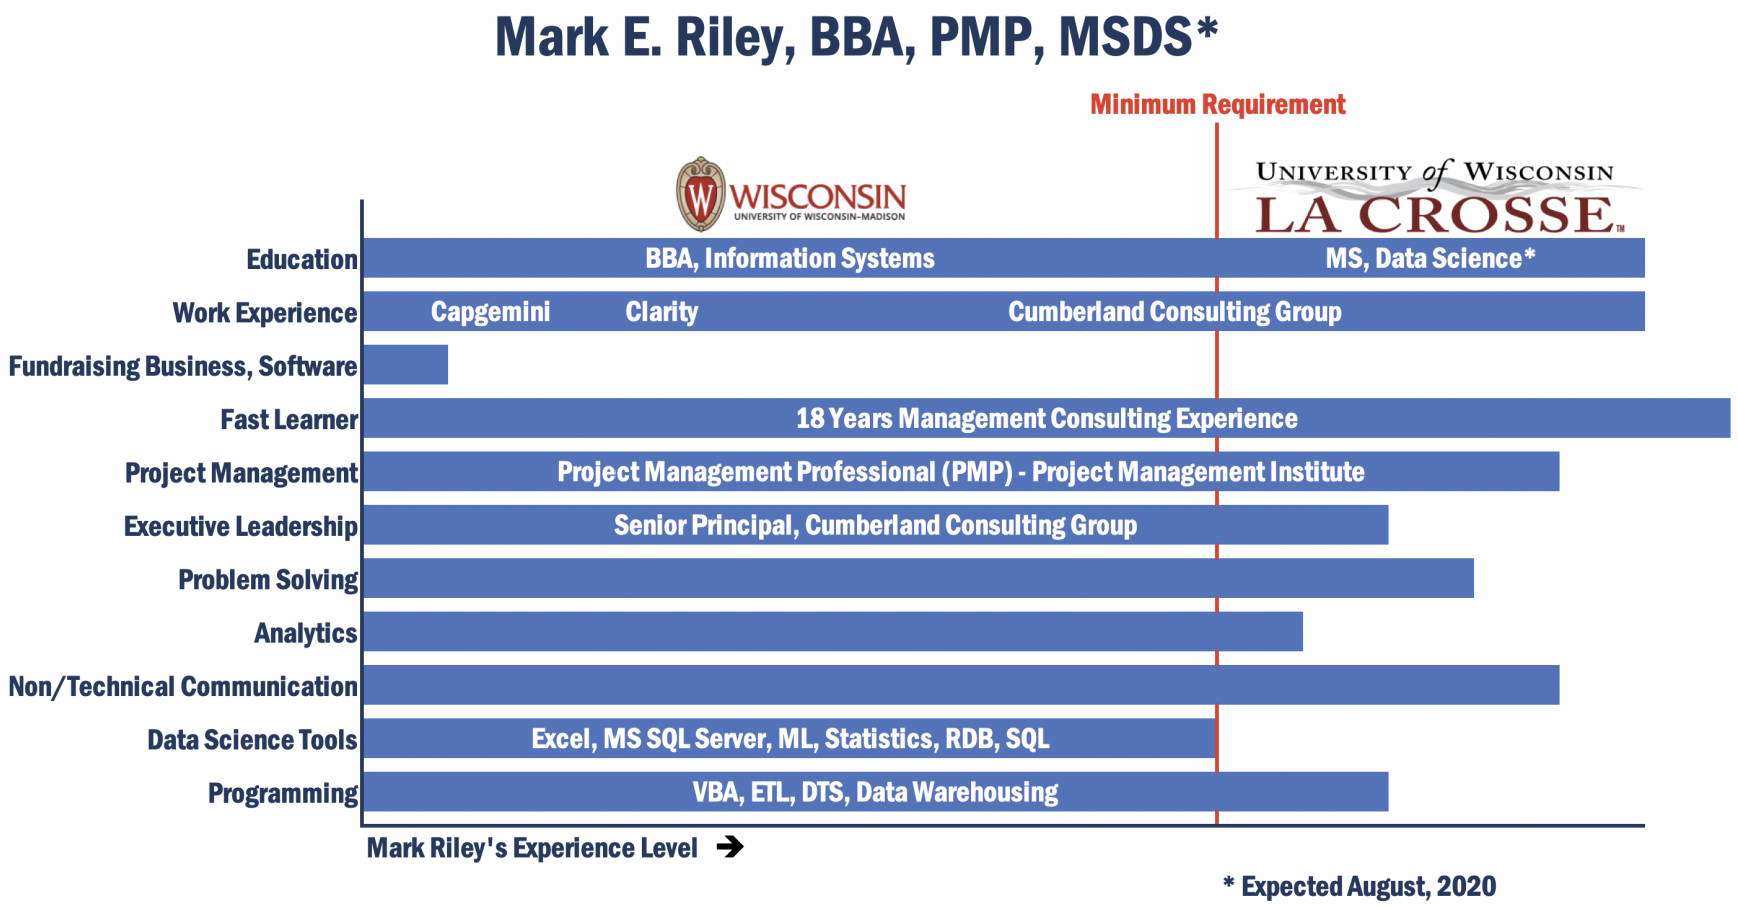 Mark E. Riley, BBA, PMP, MSDS*
Minimum Requirement
W WISCONSIN
UNIVERSITY OF WISCONSIN–MADISON
UNIVERSITY of WISCONSIN
LA CROSSE™
Education BBA, Information Systems MS, Data Science*
Work Experience Capgemini Clarity Cumberland Consulting Group
Fundraising Business, Software
Fast Learner 18 Years Management Consulting Experience
Project Management Project Management Professional (PMP) - Project Management Institute
Executive Leadership Senior Principal, Cumberland Consulting Group
Problem Solving
Analytics
Non/Technical Communication
Data Science Tools Excel, MS SQL Server, ML, Statistics, RDB, SQL
Programming VBA, ETL, DTS, Data Warehousing
Mark Riley's Experience Level ➔
* Expected August, 2020